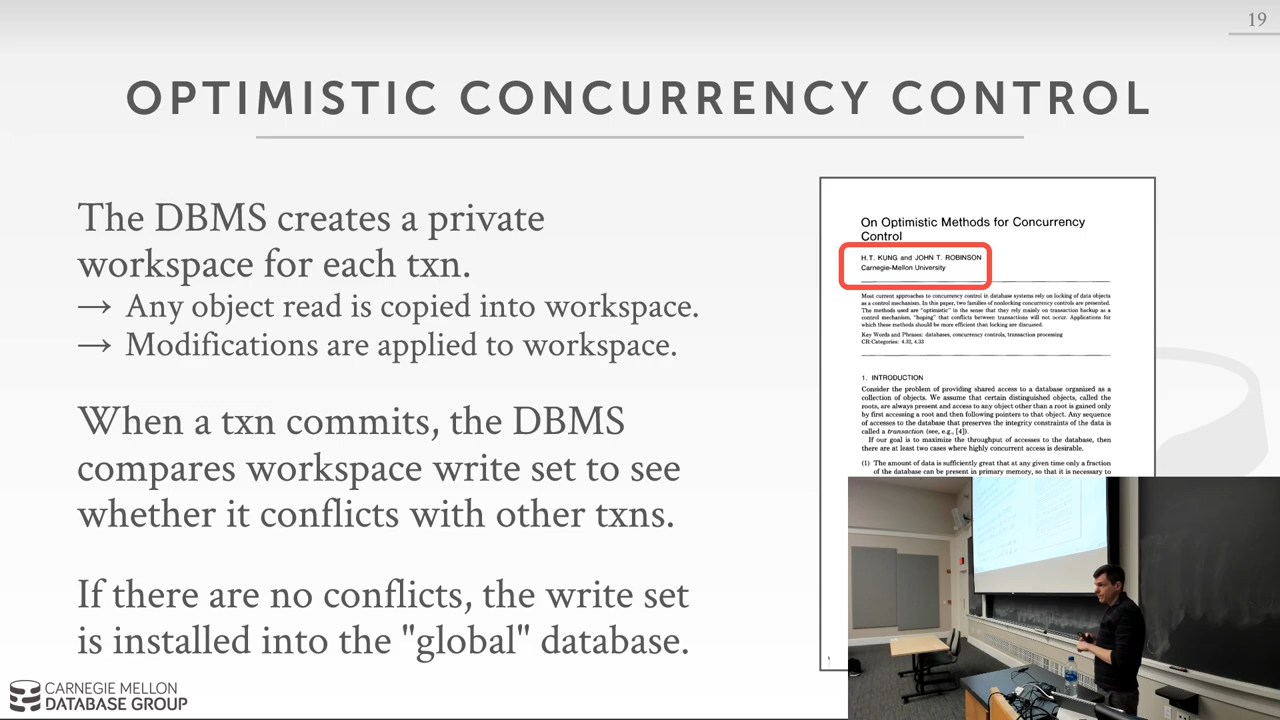 19
OPTIMISTIC CONCURRENCY CONTROL
The DBMS creates a private
workspace for each txn.
→ Any object read is copied into workspace.
→ Modifications are applied to workspace.
When a txn commits, the DBMS
compares workspace write set to see
whether it conflicts with other txns.
If there are no conflicts, the write set
is installed into the "global" database.
On Optimistic Methods for Concurrency
Control
H.T. KUNG and JOHN T. ROBINSON
Carnegie-Mellon University
Most current approaches to concurrency control in database systems rely on locking of data objects
as a control mechanism. In this paper, two families of nonlocking concurrency controls are presented.
The methods used are "optimistic" in the sense that they rely mainly on transaction backup as a
control mechanism, "hoping" that conflicts between transactions will not occur. Applications for
which these methods should be more efficient than locking are discussed.
Key Words and Phrases: databases, concurrency controls, transaction processing
CR Categories: 4.32, 4.33
1. INTRODUCTION
Consider the problem of providing shared access to a database organized as a
collection of objects. We assume that certain distinguished objects, called the
roots, are always present and access to any object other than a root is gained only
by first accessing a root and then following pointers to that object. Any sequence
of accesses to the database that preserves the integrity constraints of the data is
called a transaction (see, e.g., [4]).
If our goal is to maximize the throughput of accesses to the database, then
there are at least two cases where highly concurrent access is desirable.
(1) The amount of data is sufficiently great that at any given time only a fraction
of the database can be present in primary memory, so that it is necessary to
CARNEGIE MELLON
DATABASE GROUP